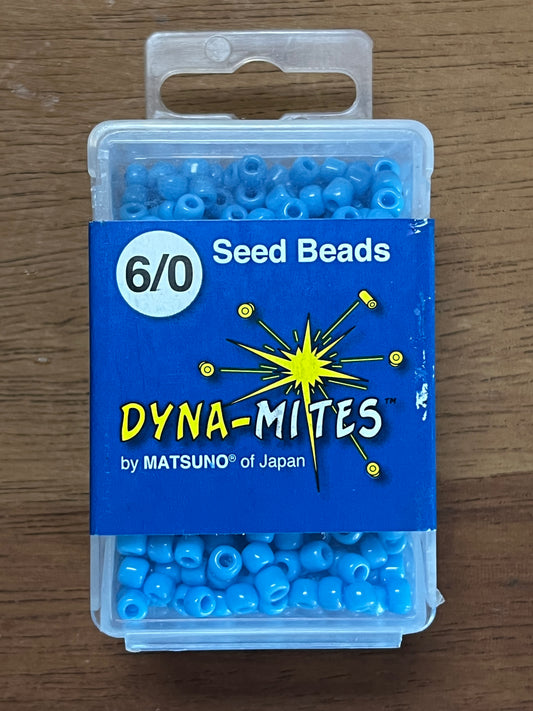 6/0
Seed Beads
DYNA-MITES™
by MATSUNO® of Japan